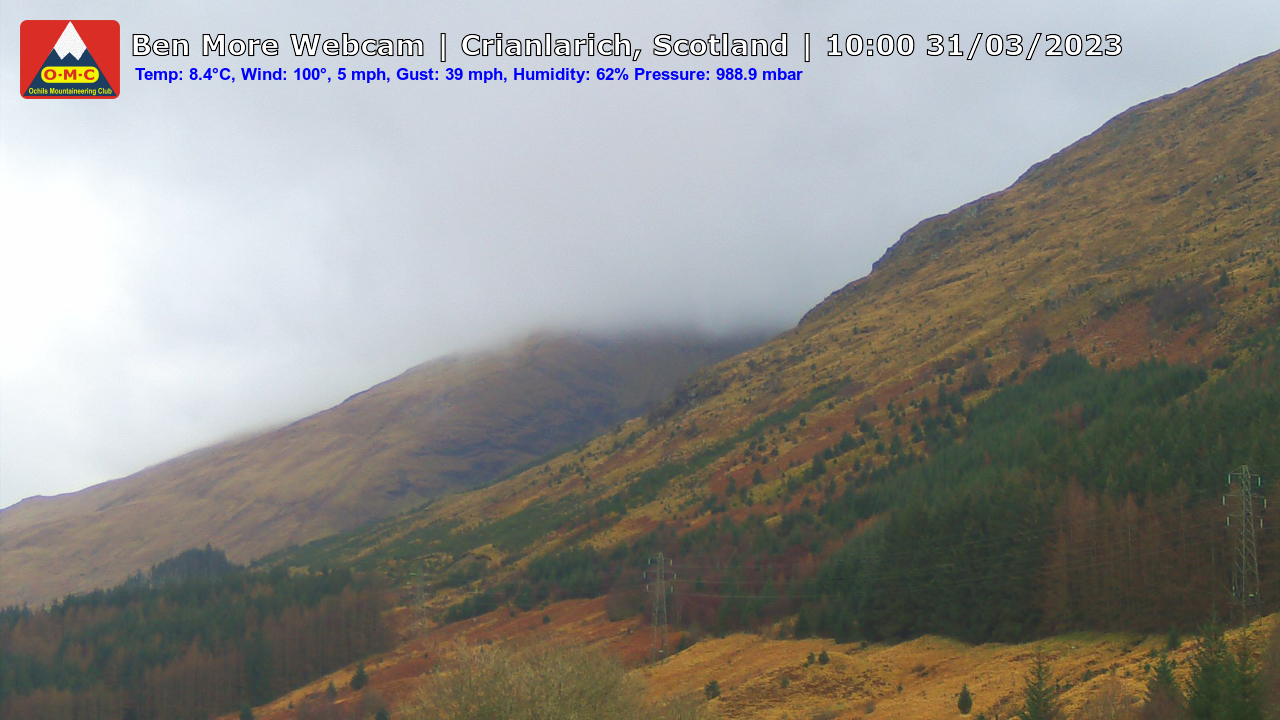 Ben More Webcam | Crianlarich, Scotland | 10:00 31/03/2023
Temp: 8.4°C, Wind: 100°, 5 mph, Gust: 39 mph, Humidity: 62% Pressure: 988.9 mbar
O·M·C
Ochils Mountaineering Club